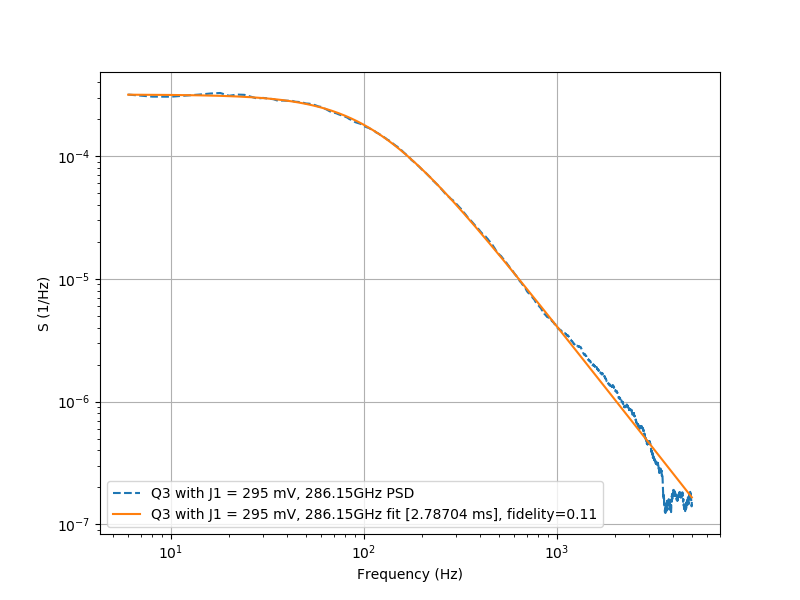 10⁻⁴
10⁻⁵
10⁻⁶
10⁻⁷
S (1/Hz)
Q3 with J1 = 295 mV, 286.15GHz PSD
Q3 with J1 = 295 mV, 286.15GHz fit [2.78704 ms], fidelity=0.11
10¹ 10² 10³
Frequency (Hz)